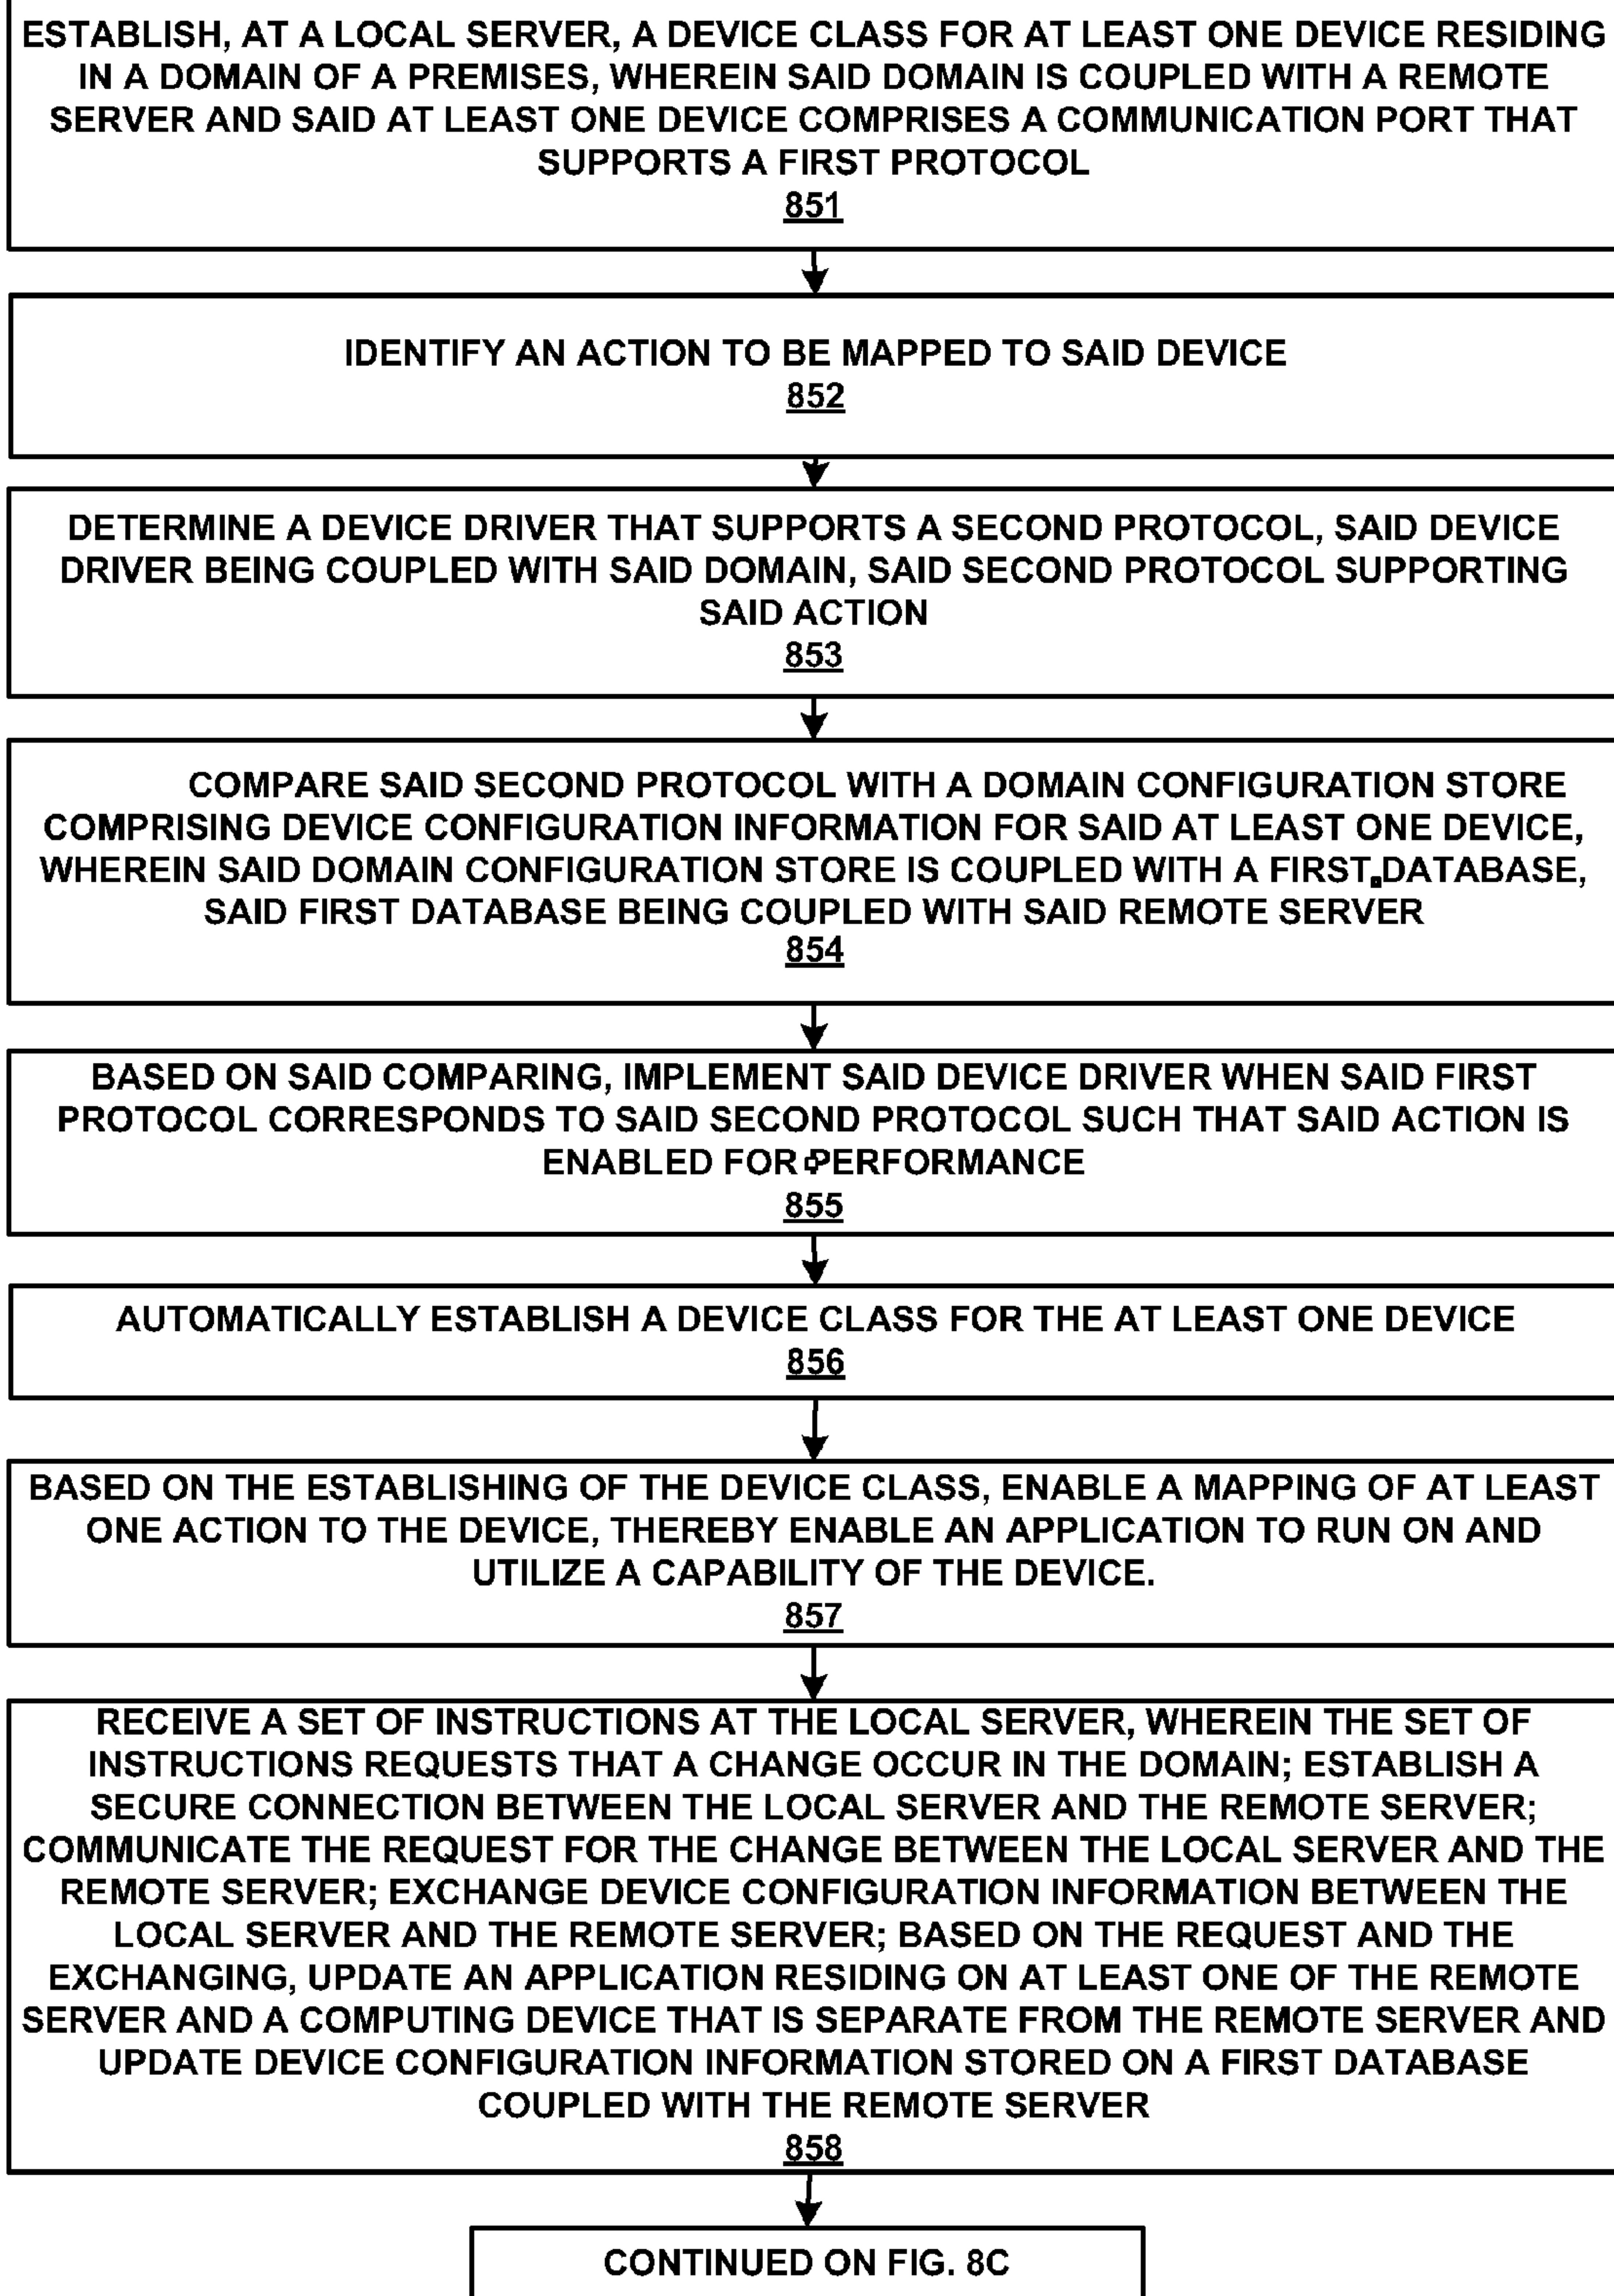 ESTABLISH, AT A LOCAL SERVER, A DEVICE CLASS FOR AT LEAST ONE DEVICE RESIDING
IN A DOMAIN OF A PREMISES, WHEREIN SAID DOMAIN IS COUPLED WITH A REMOTE
SERVER AND SAID AT LEAST ONE DEVICE COMPRISES A COMMUNICATION PORT THAT
SUPPORTS A FIRST PROTOCOL
851
IDENTIFY AN ACTION TO BE MAPPED TO SAID DEVICE
852
DETERMINE A DEVICE DRIVER THAT SUPPORTS A SECOND PROTOCOL, SAID DEVICE
DRIVER BEING COUPLED WITH SAID DOMAIN, SAID SECOND PROTOCOL SUPPORTING
SAID ACTION
853
COMPARE SAID SECOND PROTOCOL WITH A DOMAIN CONFIGURATION STORE
COMPRISING DEVICE CONFIGURATION INFORMATION FOR SAID AT LEAST ONE DEVICE,
WHEREIN SAID DOMAIN CONFIGURATION STORE IS COUPLED WITH A FIRST DATABASE,
SAID FIRST DATABASE BEING COUPLED WITH SAID REMOTE SERVER
854
BASED ON SAID COMPARING, IMPLEMENT SAID DEVICE DRIVER WHEN SAID FIRST
PROTOCOL CORRESPONDS TO SAID SECOND PROTOCOL SUCH THAT SAID ACTION IS
ENABLED FOR PERFORMANCE
855
AUTOMATICALLY ESTABLISH A DEVICE CLASS FOR THE AT LEAST ONE DEVICE
856
BASED ON THE ESTABLISHING OF THE DEVICE CLASS, ENABLE A MAPPING OF AT LEAST
ONE ACTION TO THE DEVICE, THEREBY ENABLE AN APPLICATION TO RUN ON AND
UTILIZE A CAPABILITY OF THE DEVICE.
857
RECEIVE A SET OF INSTRUCTIONS AT THE LOCAL SERVER, WHEREIN THE SET OF
INSTRUCTIONS REQUESTS THAT A CHANGE OCCUR IN THE DOMAIN; ESTABLISH A
SECURE CONNECTION BETWEEN THE LOCAL SERVER AND THE REMOTE SERVER;
COMMUNICATE THE REQUEST FOR THE CHANGE BETWEEN THE LOCAL SERVER AND THE
REMOTE SERVER; EXCHANGE DEVICE CONFIGURATION INFORMATION BETWEEN THE
LOCAL SERVER AND THE REMOTE SERVER; BASED ON THE REQUEST AND THE
EXCHANGING, UPDATE AN APPLICATION RESIDING ON AT LEAST ONE OF THE REMOTE
SERVER AND A COMPUTING DEVICE THAT IS SEPARATE FROM THE REMOTE SERVER AND
UPDATE DEVICE CONFIGURATION INFORMATION STORED ON A FIRST DATABASE
COUPLED WITH THE REMOTE SERVER
858
CONTINUED ON FIG. 8C